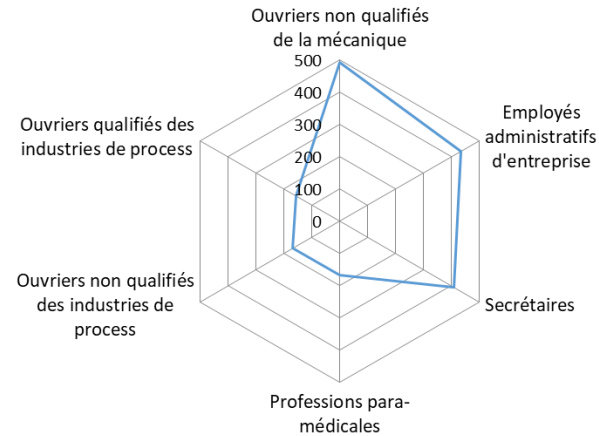 Ouvriers non qualifiés
de la mécanique
500
400
300
200
100
0
Employés
administratifs
d'entreprise
Secrétaires
Professions para-
médicales
Ouvriers non qualifiés
des industries de
process
Ouvriers qualifiés des
industries de process